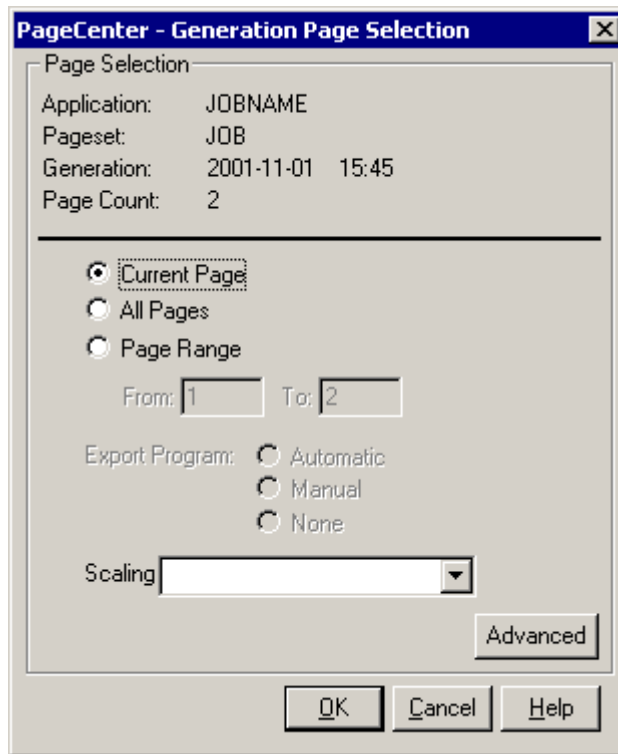 PageCenter - Generation Page Selection
Page Selection
Application: JOBNAME
Pageset: JOB
Generation: 2001-11-01 15:45
Page Count: 2
Current Page
All Pages
Page Range
From: 1 To: 2
Export Program: Automatic
Manual
None
Scaling
Advanced
OK Cancel Help